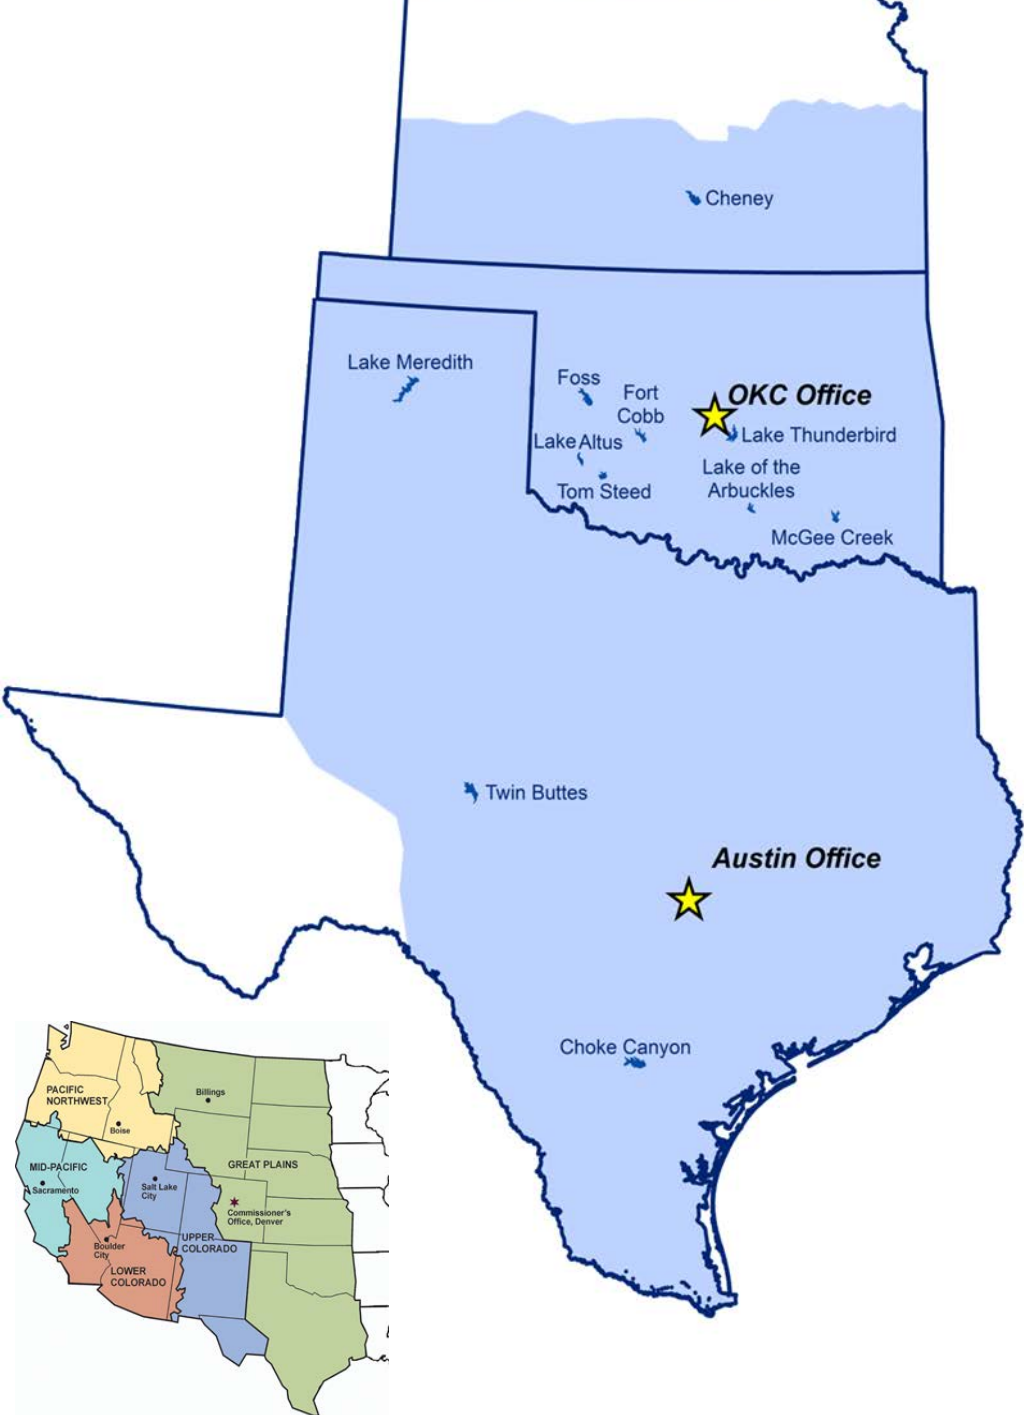 Cheney
Lake Meredith
Foss
Fort
Cobb
OKC Office
Lake Altus
Lake Thunderbird
Tom Steed
Lake of the
Arbuckles
McGee Creek
Twin Buttes
Austin Office
Choke Canyon
PACIFIC
NORTHWEST
Billings
Boise
MID-PACIFIC
Sacramento
GREAT PLAINS
Salt Lake
City
Commissioner's
Office, Denver
UPPER
COLORADO
Boulder
City
LOWER
COLORADO